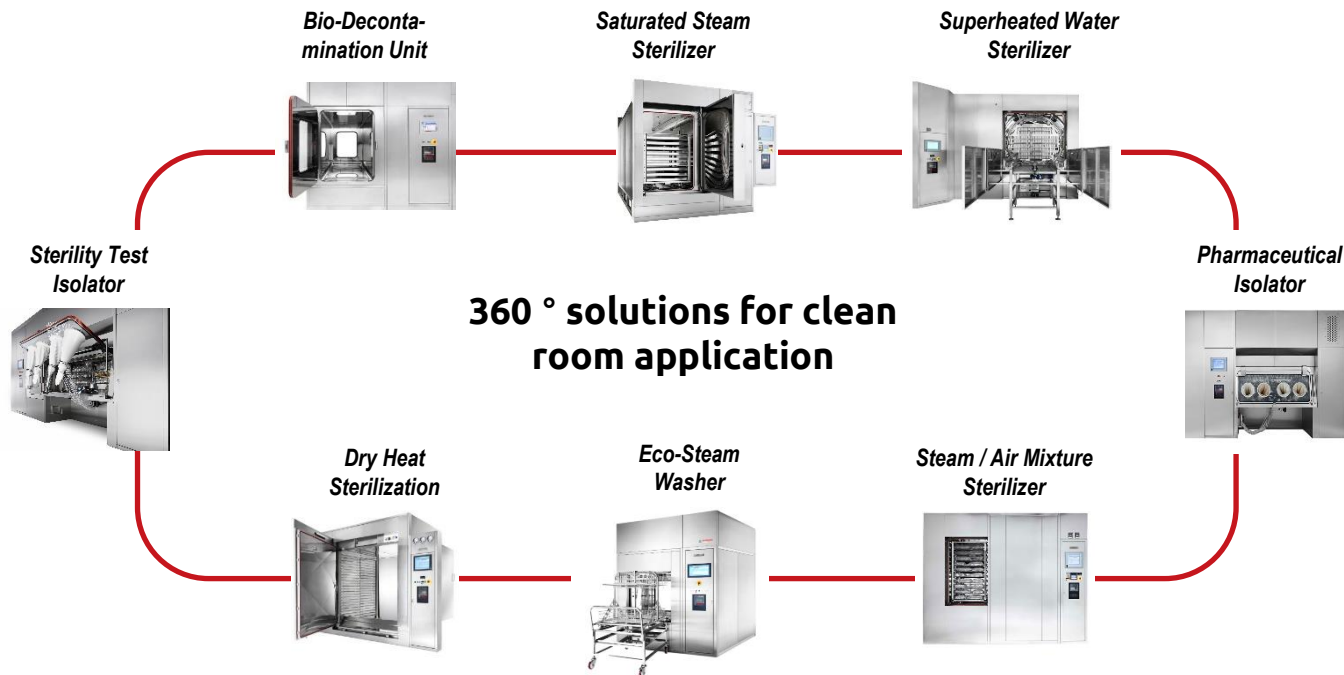 Bio-Deconta-
mination Unit
Saturated Steam
Sterilizer
Superheated Water
Sterilizer
Sterility Test
Isolator
Pharmaceutical
Isolator
360 ° solutions for clean
room application
Dry Heat
Sterilization
Eco-Steam
Washer
Steam / Air Mixture
Sterilizer